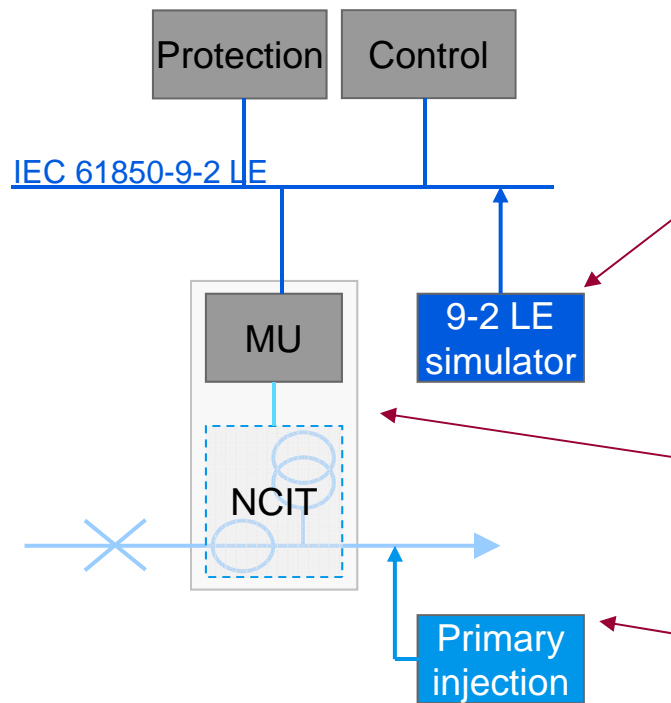 Protection
Control
IEC 61850-9-2 LE
MU
9-2 LE
simulator
NCIT
Primary
injection